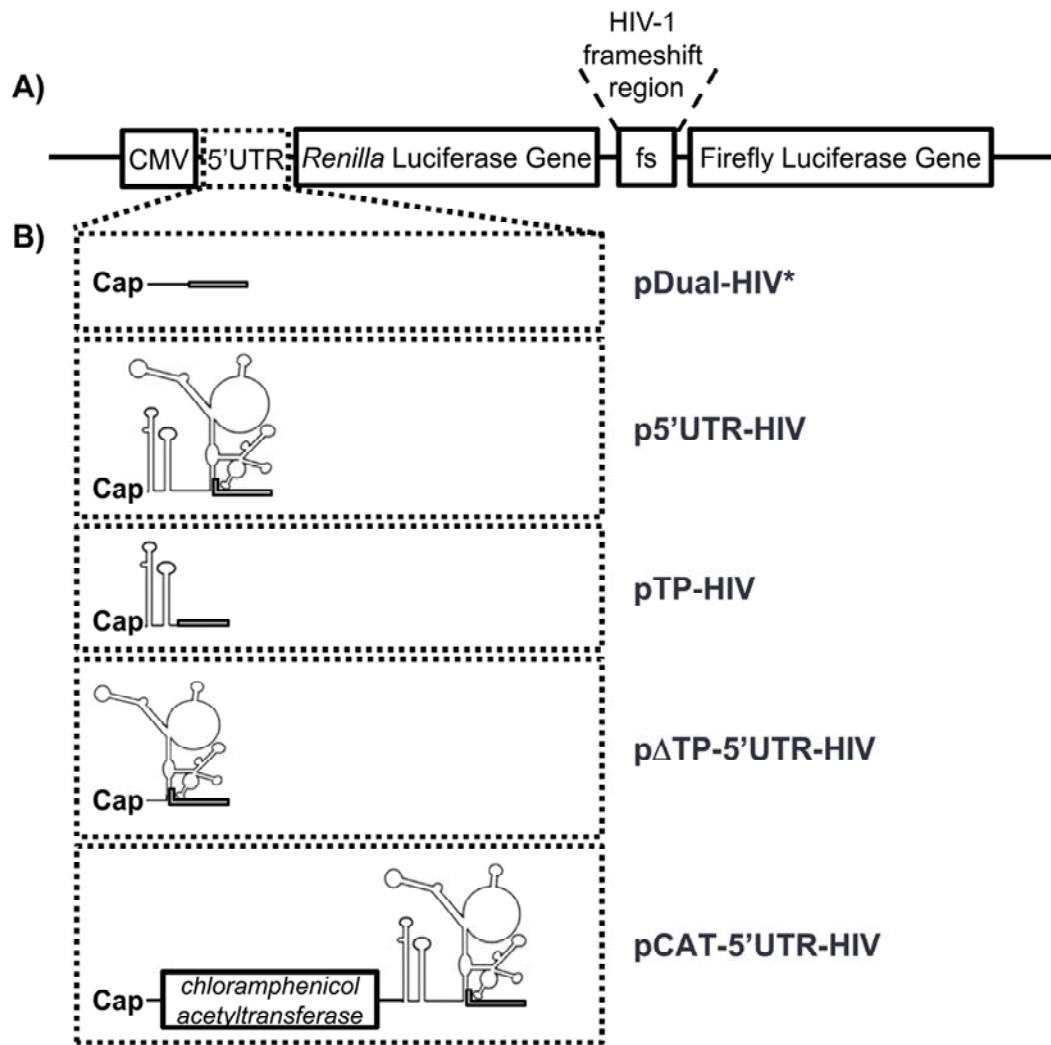 HIV-1
frameshift
region
A)
CMV 5'UTR Renilla Luciferase Gene fs Firefly Luciferase Gene
B)
Cap pDual-HIV*
Cap p5'UTR-HIV
Cap pTP-HIV
Cap pΔTP-5'UTR-HIV
Cap chloramphenicol acetyltransferase pCAT-5'UTR-HIV